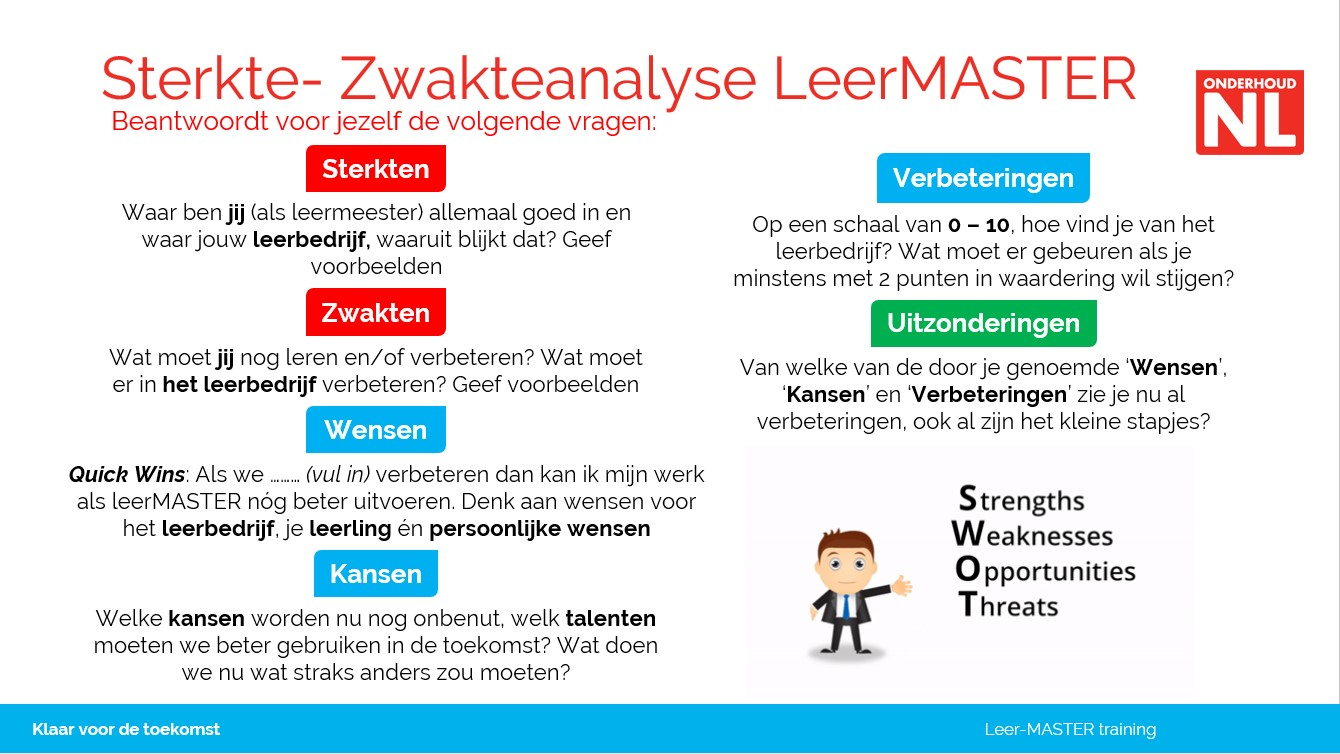 Sterkte- Zwakteanalyse LeerMASTER
Beantwoordt voor jezelf de volgende vragen:
ONDERHOUD
NL
Sterkten
Waar ben jij (als leermeester) allemaal goed in en
waar jouw leerbedrijf, waaruit blijkt dat? Geef
voorbeelden
Zwakten
Wat moet jij nog leren en/of verbeteren? Wat moet
er in het leerbedrijf verbeteren? Geef voorbeelden
Wensen
Quick Wins: Als we ……… (vul in) verbeteren dan kan ik mijn werk
als leerMASTER nóg beter uitvoeren. Denk aan wensen voor
het leerbedrijf, je leerling én persoonlijke wensen
Kansen
Welke kansen worden nu nog onbenut, welk talenten
moeten we beter gebruiken in de toekomst? Wat doen
we nu wat straks anders zou moeten?
Verbeteringen
Op een schaal van 0 – 10, hoe vind je van het
leerbedrijf? Wat moet er gebeuren als je
minstens met 2 punten in waardering wil stijgen?
Uitzonderingen
Van welke van de door je genoemde ‘Wensen’,
‘Kansen’ en ‘Verbeteringen’ zie je nu al
verbeteringen, ook al zijn het kleine stapjes?
Strengths
Weaknesses
Opportunities
Threats
Klaar voor de toekomst
Leer-MASTER training